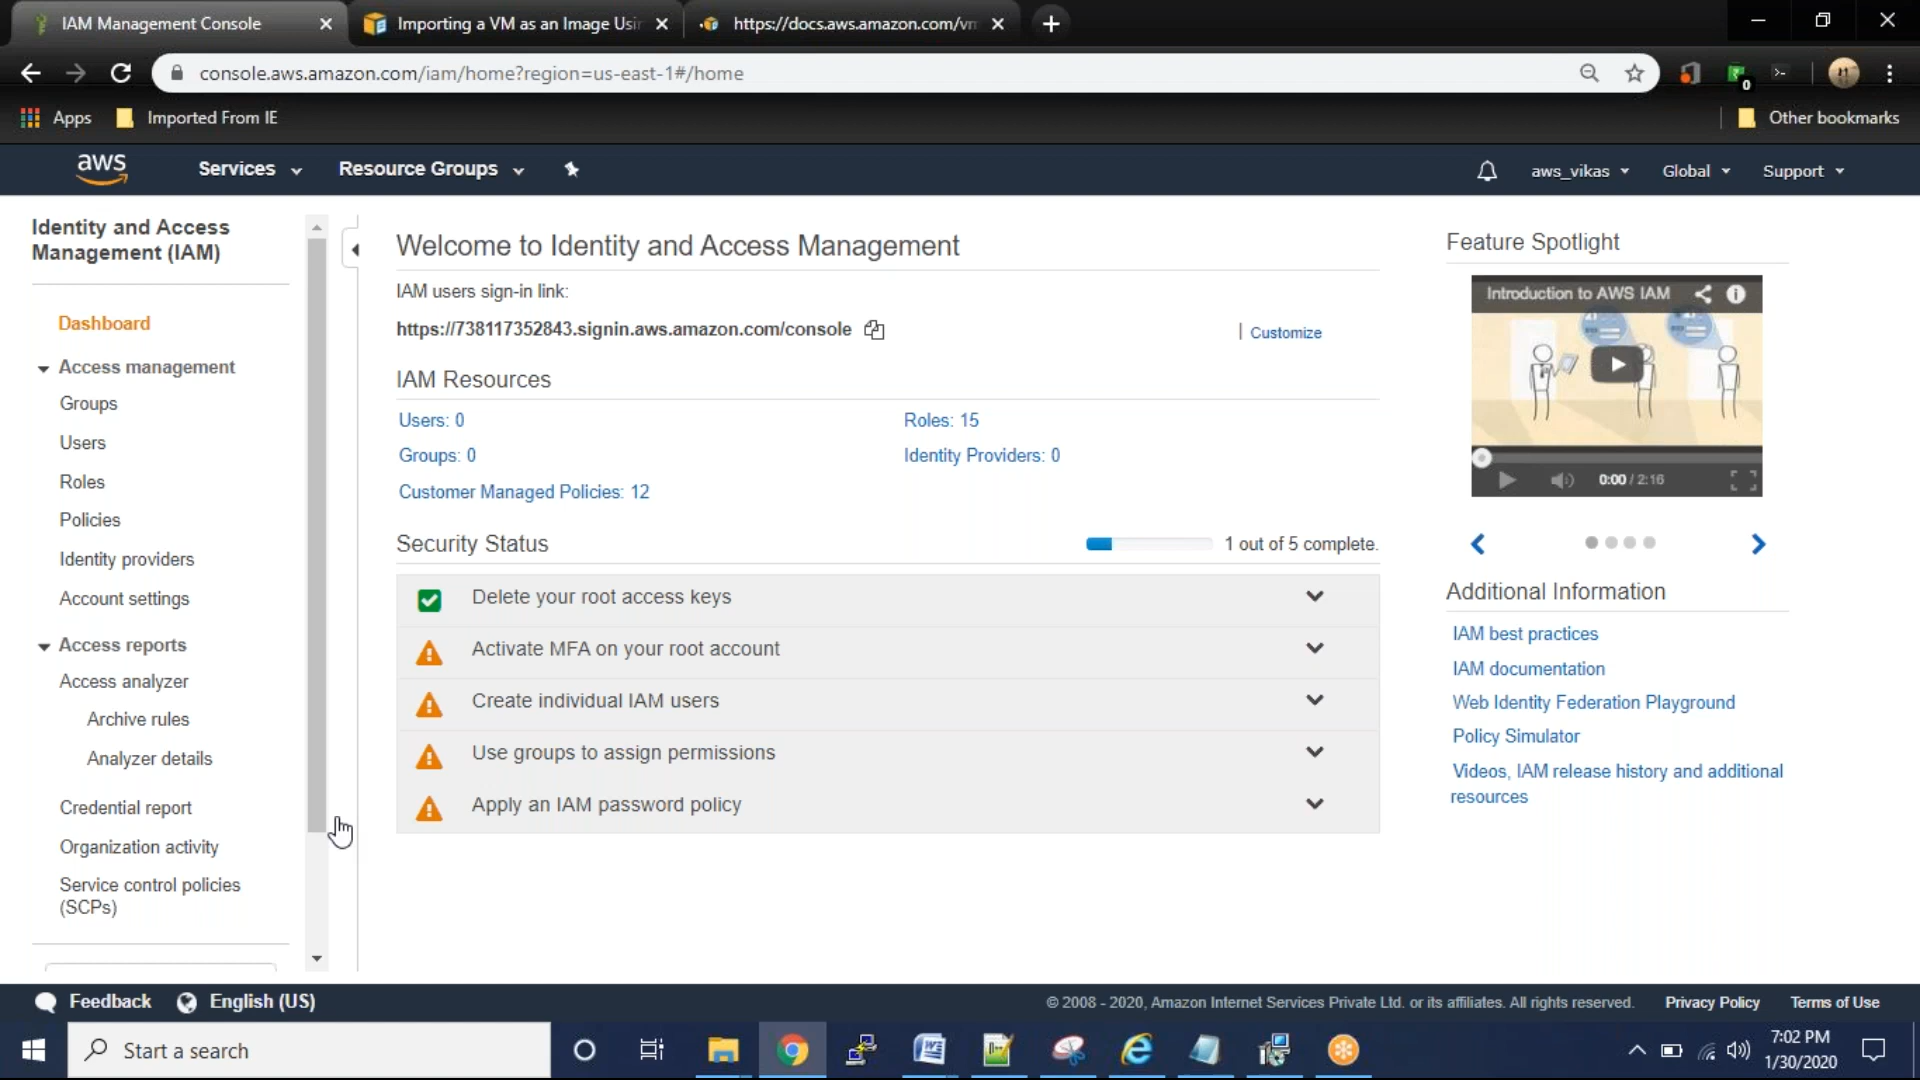 IAM Management Console
Importing a VM as an Image Usin
https://docs.aws.amazon.com/vm
console.aws.amazon.com/iam/home?region=us-east-1#/home
0
Apps
Imported From IE
Other bookmarks
aws
Services
Resource Groups
aws_vikas
Global
Support
Identity and Access
Management (IAM)
Dashboard
Access management
Groups
Users
Roles
Policies
Identity providers
Account settings
Access reports
Access analyzer
Archive rules
Analyzer details
Credential report
Organization activity
Service control policies
(SCPs)
Welcome to Identity and Access Management
IAM users sign-in link:
https://738117352843.signin.aws.amazon.com/console
Customize
IAM Resources
Users: 0
Roles: 15
Groups: 0
Identity Providers: 0
Customer Managed Policies: 12
Security Status
1 out of 5 complete.
Delete your root access keys
Activate MFA on your root account
Create individual IAM users
Use groups to assign permissions
Apply an IAM password policy
Feature Spotlight
Introduction to AWS IAM
0:00 / 2:16
Additional Information
IAM best practices
IAM documentation
Web Identity Federation Playground
Policy Simulator
Videos, IAM release history and additional
resources
Feedback
English (US)
© 2008 - 2020, Amazon Internet Services Private Ltd. or its affiliates. All rights reserved.
Privacy Policy
Terms of Use
Start a search
7:02 PM
1/30/2020